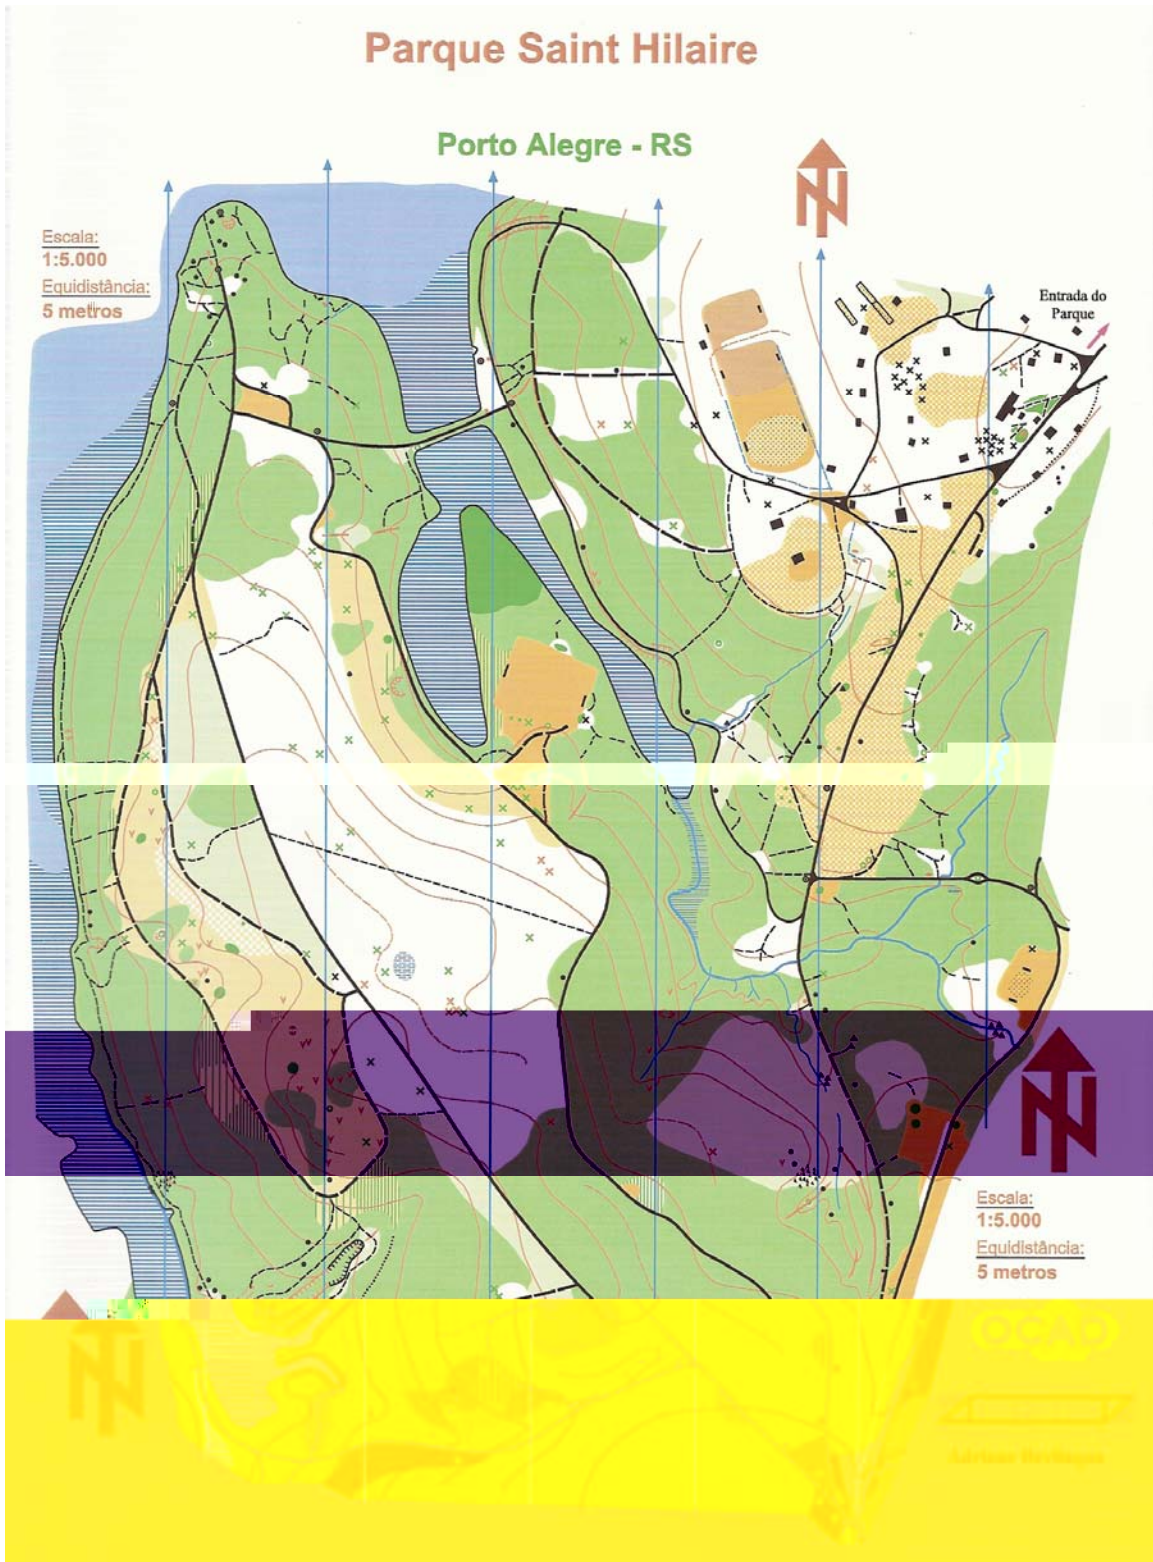 Parque Saint Hilaire
Porto Alegre - RS
Escala:
1:5.000
Equidistância:
5 metros
Entrada do
Parque
Escala:
1:5.000
Equidistância:
5 metros
OCAD